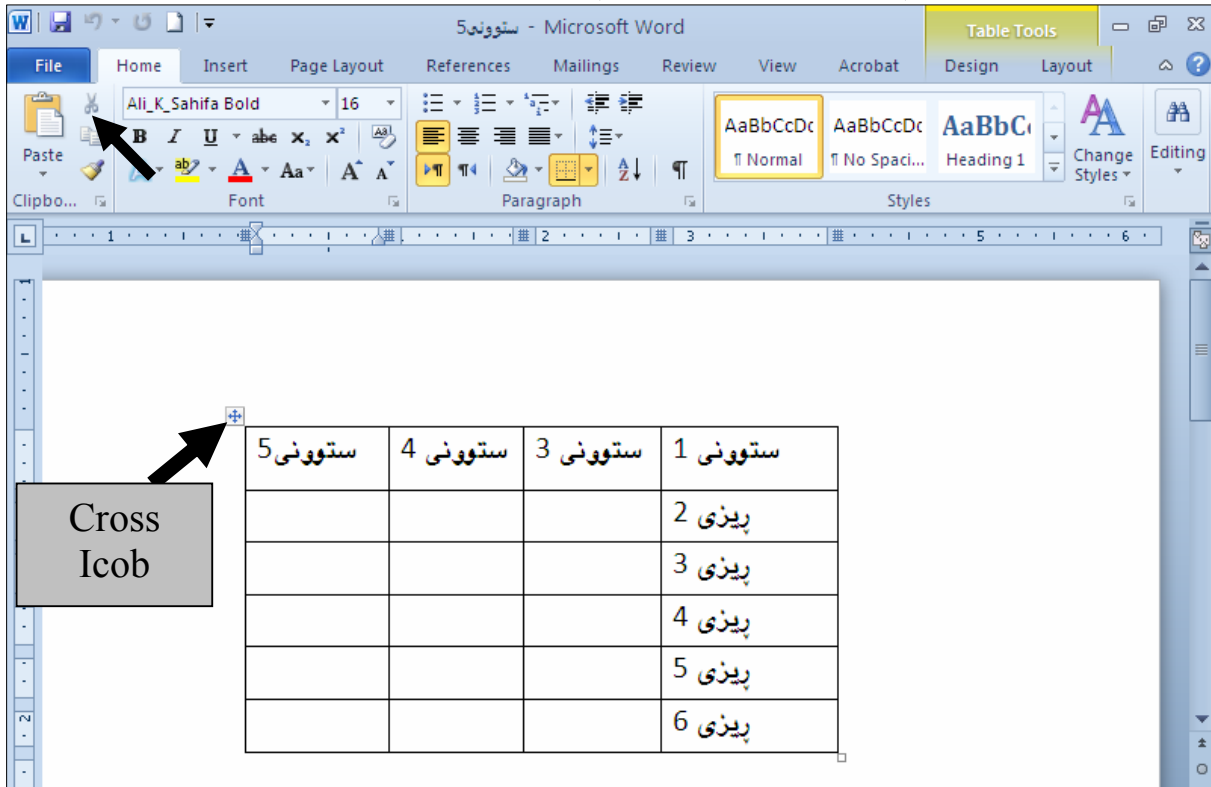 ستوونی5 - Microsoft Word
Table Tools
File Home Insert Page Layout References Mailings Review View Acrobat Design Layout
Ali_K_Sahifa Bold 16
Paste
B I U abc x₂ x² Aa A A
AaBbCcDc AaBbCcDc AaBbC
¶ Normal ¶ No Spaci... Heading 1
Change Styles
Editing
Clipbo... Font Paragraph Styles
1 2 3 5 6
ستوونی 1 ستوونی 3 ستوونی 4 ستوونی5
ڕیزی 2
ڕیزی 3
ڕیزی 4
ڕیزی 5
ڕیزی 6
Cross
Icob